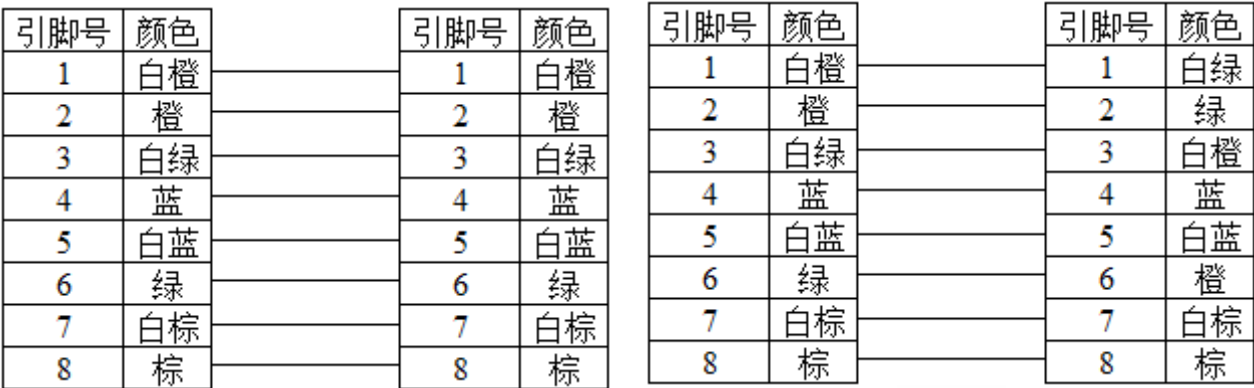 引脚号 颜色 引脚号 颜色 引脚号 颜色 引脚号 颜色
1 白橙 1 白橙 1 白橙 1 白绿
2 橙 2 橙 2 橙 2 绿
3 白绿 3 白绿 3 白绿 3 白橙
4 蓝 4 蓝 4 蓝 4 蓝
5 白蓝 5 白蓝 5 白蓝 5 白蓝
6 绿 6 绿 6 绿 6 橙
7 白棕 7 白棕 7 白棕 7 白棕
8 棕 8 棕 8 棕 8 棕